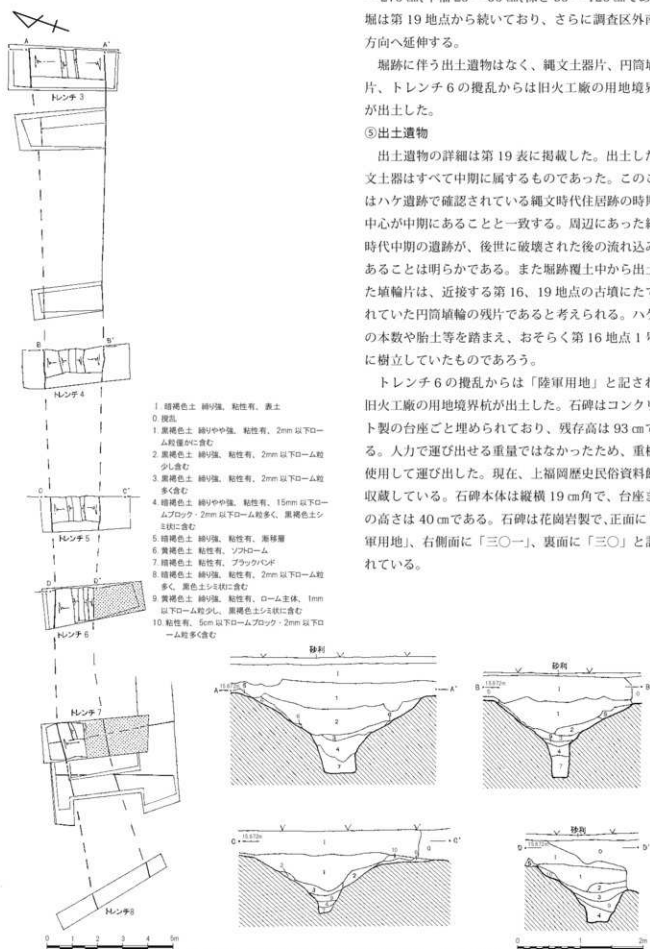 堀は第 19 地点から続いており、さらに調査区外南
方向へ延伸する。
堀跡に伴う出土遺物はなく、縄文土器片、円筒埴
片、トレンチ 6 の攪乱からは旧火工廠の用地境界
が出土した。
⑤出土遺物
出土遺物の詳細は第 19 表に掲載した。出土した
文土器はすべて中期に属するものであった。このこ
はハケ遺跡で確認されている縄文時代住居跡の時期
中心が中期にあることと一致する。周辺にあった縄
時代中期の遺跡が、後世に破壊された後の流れ込み
あることは明らかである。また堀跡覆土中から出土
た埴輪片は、近接する第 16、19 地点の古墳にたて
れていた円筒埴輪の残片であると考えられる。ハケ
の本数や胎土等を踏まえ、おそらく第 16 地点 1 号
に樹立していたものであろう。
トレンチ 6 の攪乱からは「陸軍用地」と記され
旧火工廠の用地境界杭が出土した。石碑はコンクリ
ト製の台座ごと埋められており、残存高は 93 ㎝で
る。人力で運び出せる重量ではなかったため、重機
使用して運び出した。現在、上福岡歴史民俗資料館
収蔵している。石碑本体は縦横 19 ㎝角で、台座ま
の高さは 40 ㎝である。石碑は花崗岩製で、正面に
軍用地」、右側面に「三〇一」、裏面に「三〇」と記
れている。
A A'
トレンチ 3
B B'
トレンチ 4
C C'
トレンチ 5
D D'
トレンチ 6
トレンチ 7
トレンチ8
0 1 2 4 5m
I. 暗褐色土 締り強、粘性有、表土
0. 攪乱
1. 黒褐色土 締りやや強、粘性有、2mm 以下ロー
ム粒僅かに含む
2. 黒褐色土 締り強、粘性有、2mm 以下ローム粒
少し含む
3. 黒褐色土 締り強、粘性有、2mm 以下ローム粒
多く含む
4. 暗褐色土 締りやや強、粘性有、15mm 以下ロー
ムブロック・2mm 以下ローム粒多く、黒褐色土シ
ミ状に含む
5. 暗褐色土 締り強、粘性有、漸移層
6. 黄褐色土 粘性有、ソフトローム
7. 暗褐色土 粘性有、ブラックバンド
8. 暗褐色土 締り強、粘性有、2mm 以下ローム粒
多く、黒色土シミ状に含む
9. 黄褐色土 締り強、粘性有、ローム主体、1mm
以下ローム粒少し、黒褐色土シミ状に含む
10. 粘性有、5cm 以下ロームブロック・2mm 以下ロ
ーム粒多く含む
砂利
A 15.872m A'
I
1
2
4
7
砂利
B 15.872m B'
I
1
2
4
7
C 15.872m C'
I
1
2
10
砂利
D 15.872m D'
I
1
2
3
4
0 1 2m